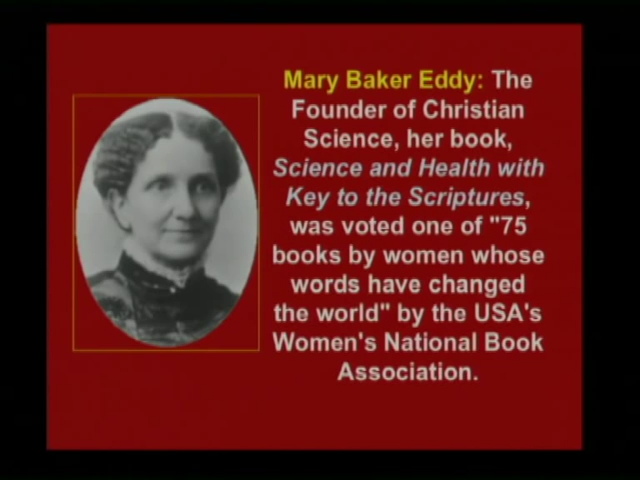 Mary Baker Eddy: The
Founder of Christian
Science, her book,
Science and Health with
Key to the Scriptures,
was voted one of "75
books by women whose
words have changed
the world" by the USA's
Women's National Book
Association.